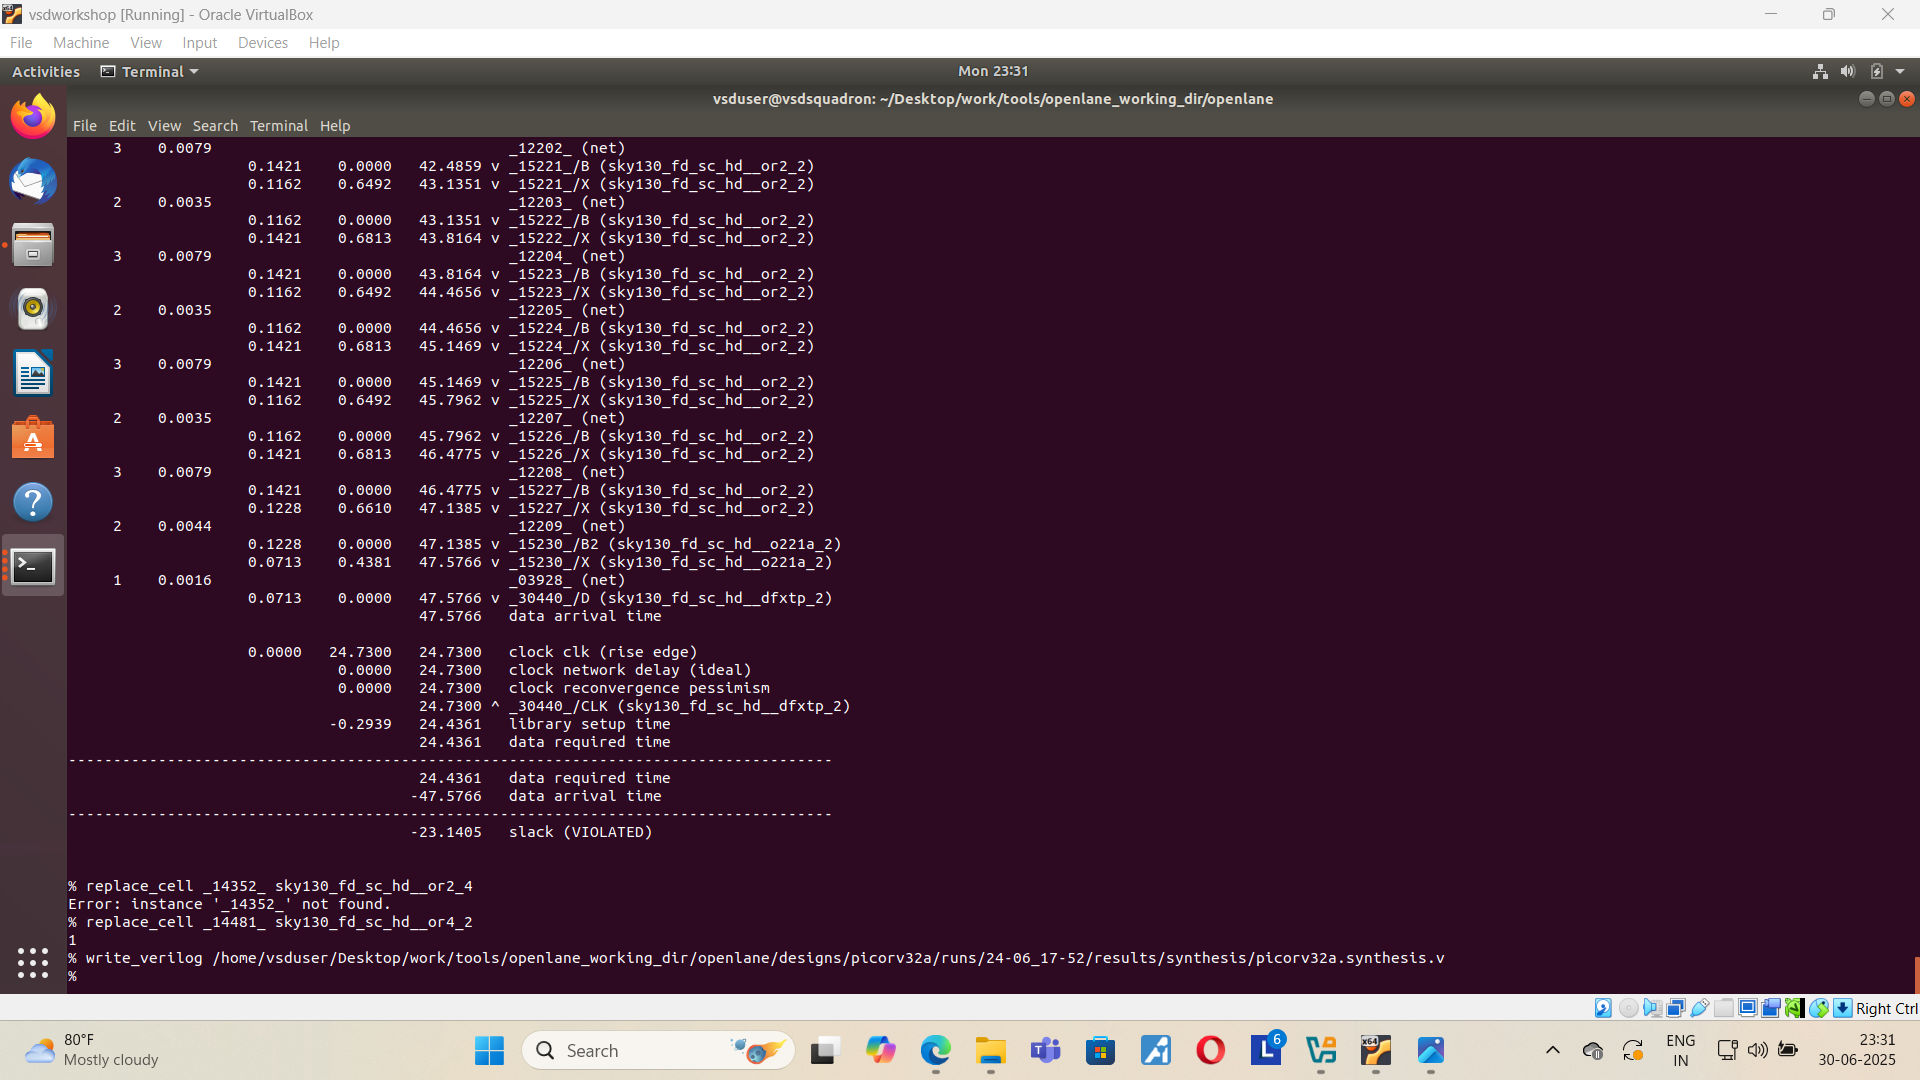 vsdworkshop [Running] - Oracle VirtualBox
File Machine View Input Devices Help
Activities Terminal Mon 23:31
vsduser@vsdsquadron: ~/Desktop/work/tools/openlane_working_dir/openlane
File Edit View Search Terminal Help
3 0.0079 _12202_ (net)
0.1421 0.0000 42.4859 v _15221_/B (sky130_fd_sc_hd__or2_2)
0.1162 0.6492 43.1351 v _15221_/X (sky130_fd_sc_hd__or2_2)
2 0.0035 _12203_ (net)
0.1162 0.0000 43.1351 v _15222_/B (sky130_fd_sc_hd__or2_2)
0.1421 0.6813 43.8164 v _15222_/X (sky130_fd_sc_hd__or2_2)
3 0.0079 _12204_ (net)
0.1421 0.0000 43.8164 v _15223_/B (sky130_fd_sc_hd__or2_2)
0.1162 0.6492 44.4656 v _15223_/X (sky130_fd_sc_hd__or2_2)
2 0.0035 _12205_ (net)
0.1162 0.0000 44.4656 v _15224_/B (sky130_fd_sc_hd__or2_2)
0.1421 0.6813 45.1469 v _15224_/X (sky130_fd_sc_hd__or2_2)
3 0.0079 _12206_ (net)
0.1421 0.0000 45.1469 v _15225_/B (sky130_fd_sc_hd__or2_2)
0.1162 0.6492 45.7962 v _15225_/X (sky130_fd_sc_hd__or2_2)
2 0.0035 _12207_ (net)
0.1162 0.0000 45.7962 v _15226_/B (sky130_fd_sc_hd__or2_2)
0.1421 0.6813 46.4775 v _15226_/X (sky130_fd_sc_hd__or2_2)
3 0.0079 _12208_ (net)
0.1421 0.0000 46.4775 v _15227_/B (sky130_fd_sc_hd__or2_2)
0.1228 0.6610 47.1385 v _15227_/X (sky130_fd_sc_hd__or2_2)
2 0.0044 _12209_ (net)
0.1228 0.0000 47.1385 v _15230_/B2 (sky130_fd_sc_hd__o221a_2)
0.0713 0.4381 47.5766 v _15230_/X (sky130_fd_sc_hd__o221a_2)
1 0.0016 _03928_ (net)
0.0713 0.0000 47.5766 v _30440_/D (sky130_fd_sc_hd__dfxtp_2)
47.5766 data arrival time
0.0000 24.7300 24.7300 clock clk (rise edge)
0.0000 24.7300 clock network delay (ideal)
0.0000 24.7300 clock reconvergence pessimism
24.7300 ^ _30440_/CLK (sky130_fd_sc_hd__dfxtp_2)
-0.2939 24.4361 library setup time
24.4361 data required time
-------------------------------------------------------------------------------------
24.4361 data required time
-47.5766 data arrival time
-------------------------------------------------------------------------------------
-23.1405 slack (VIOLATED)
% replace_cell _14352_ sky130_fd_sc_hd__or2_4
Error: instance '_14352_' not found.
% replace_cell _14481_ sky130_fd_sc_hd__or4_2
1
% write_verilog /home/vsduser/Desktop/work/tools/openlane_working_dir/openlane/designs/picorv32a/runs/24-06_17-52/results/synthesis/picorv32a.synthesis.v
%
Right Ctrl
80°F
Mostly cloudy
Search
6
ENG
IN
23:31
30-06-2025